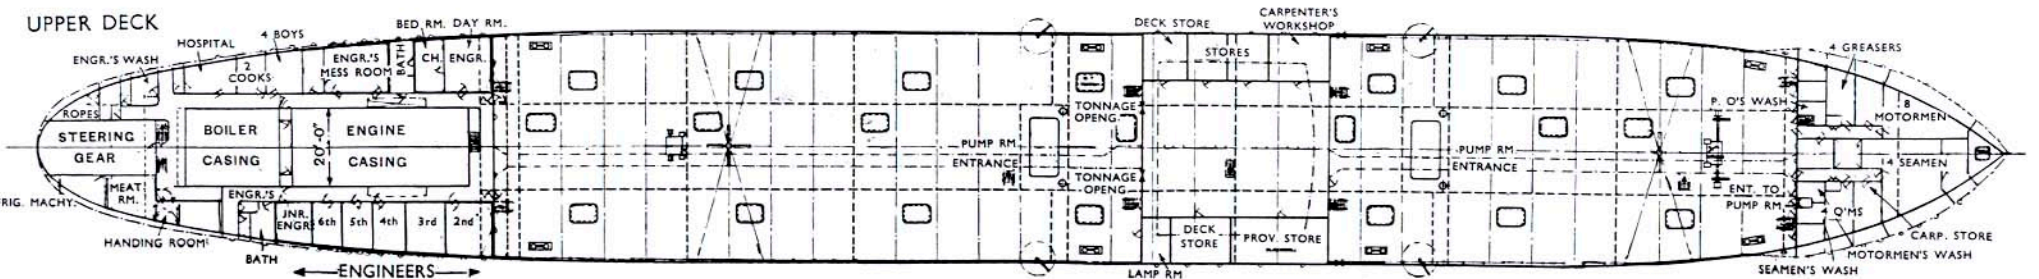 UPPER DECK
ENGR.'S WASH
HOSPITAL
4 BOYS
BED RM. DAY RM.
2
COOKS
ENGR.'S
MESS ROOM
BATH
CH. ENGR.
ROPES
STEERING
GEAR
BOILER
CASING
20'-0"
ENGINE
CASING
MEAT
RM.
FRIG. MACHY.
HANDING ROOM
BATH
ENGR.'S
JNR.
ENGR.
6th
5th
4th
3rd
2nd
ENGINEERS
DECK STORE
CARPENTER'S
WORKSHOP
STORES
TONNAGE
OPENG
PUMP RM
ENTRANCE
TONNAGE
OPENG
DECK
STORE
PROV. STORE
LAMP RM
PUMP RM
ENTRANCE
P. O'S WASH
4 GREASERS
8
MOTORMEN
14 SEAMEN
ENT. TO
PUMP RM.
4 Q'MS
CARP. STORE
MOTORMEN'S WASH
SEAMEN'S WASH